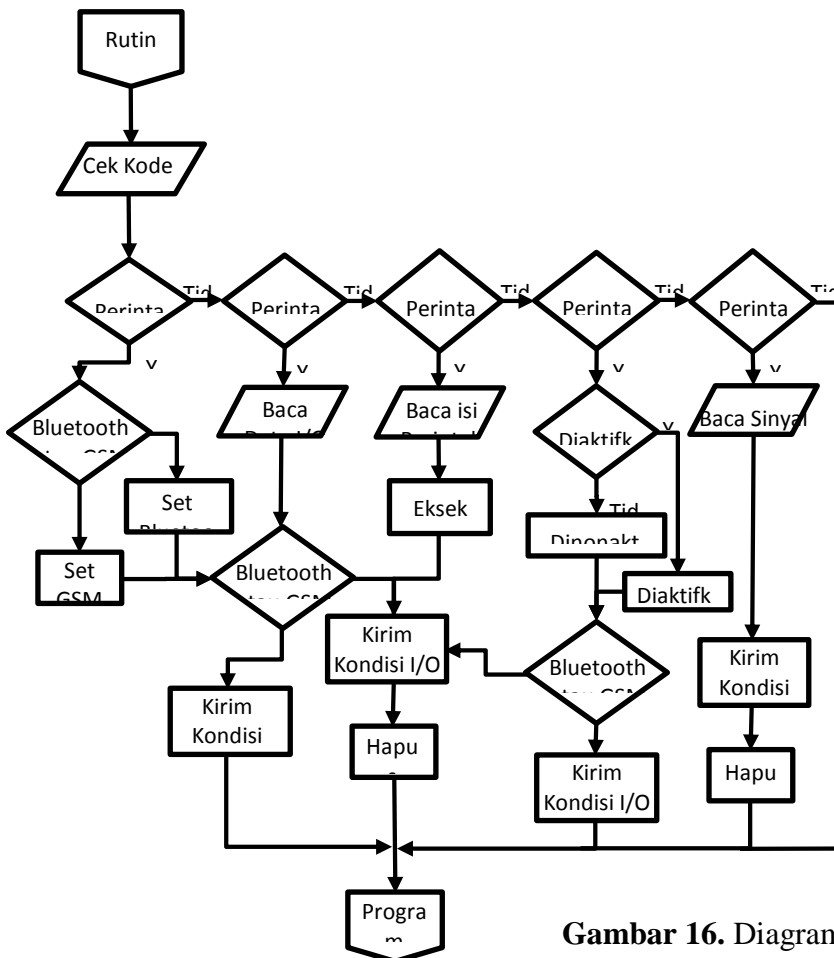 Rutin
Cek Kode
Perinta
Tid
Perinta
Tid
Perinta
Tid
Perinta
Tid
Perinta
Tid
Bluetooth
Baca
Baca isi
Diaktifk
Baca Sinyal
Set
Eksek
Tid
Dinonakt
Set
GSM
Bluetooth
Diaktifk
Kirim
Kondisi I/O
Bluetooth
Kirim
Kondisi
Kirim
Kondisi
Hapu
Kirim
Kondisi I/O
Hapu
Progra
m
Gambar 16. Diagran